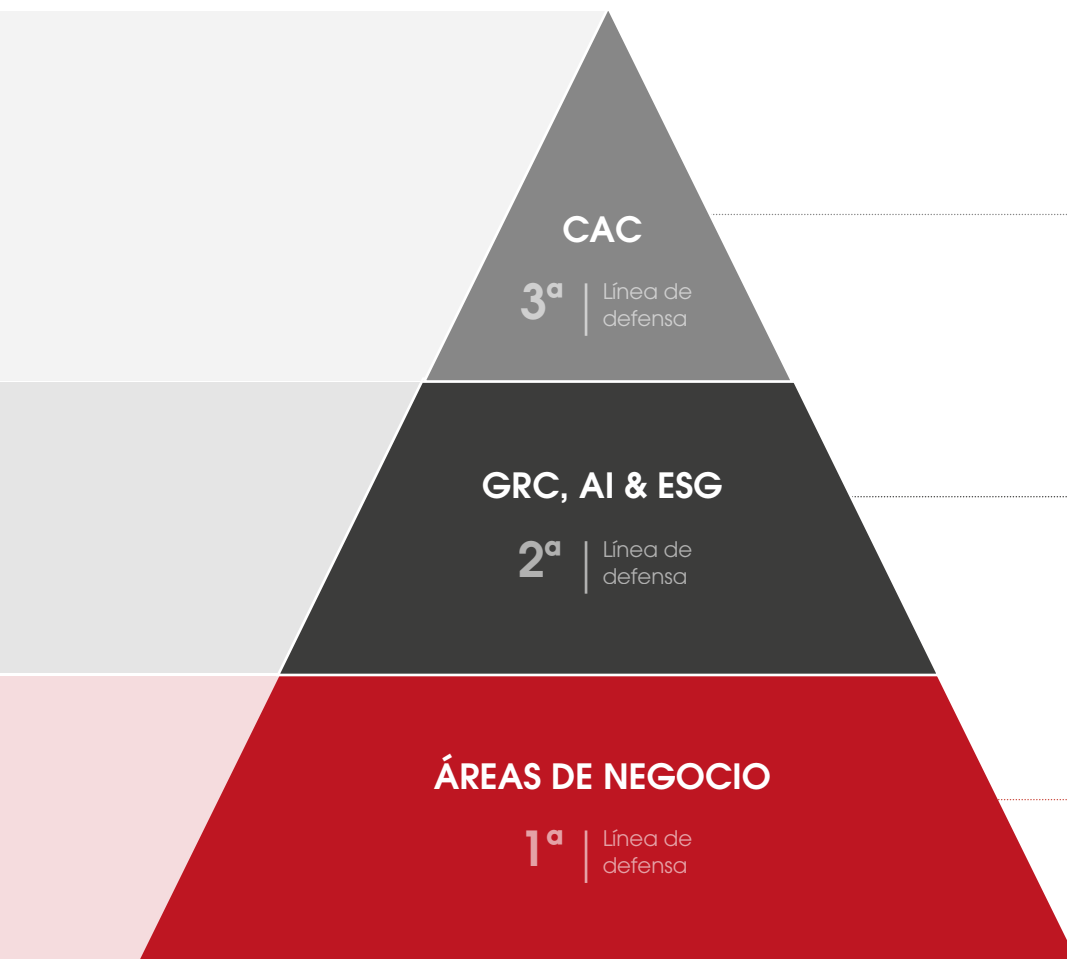 CAC
3ª
Línea de
defensa
GRC, AI & ESG
2ª
Línea de
defensa
ÁREAS DE NEGOCIO
1ª
Línea de
defensa